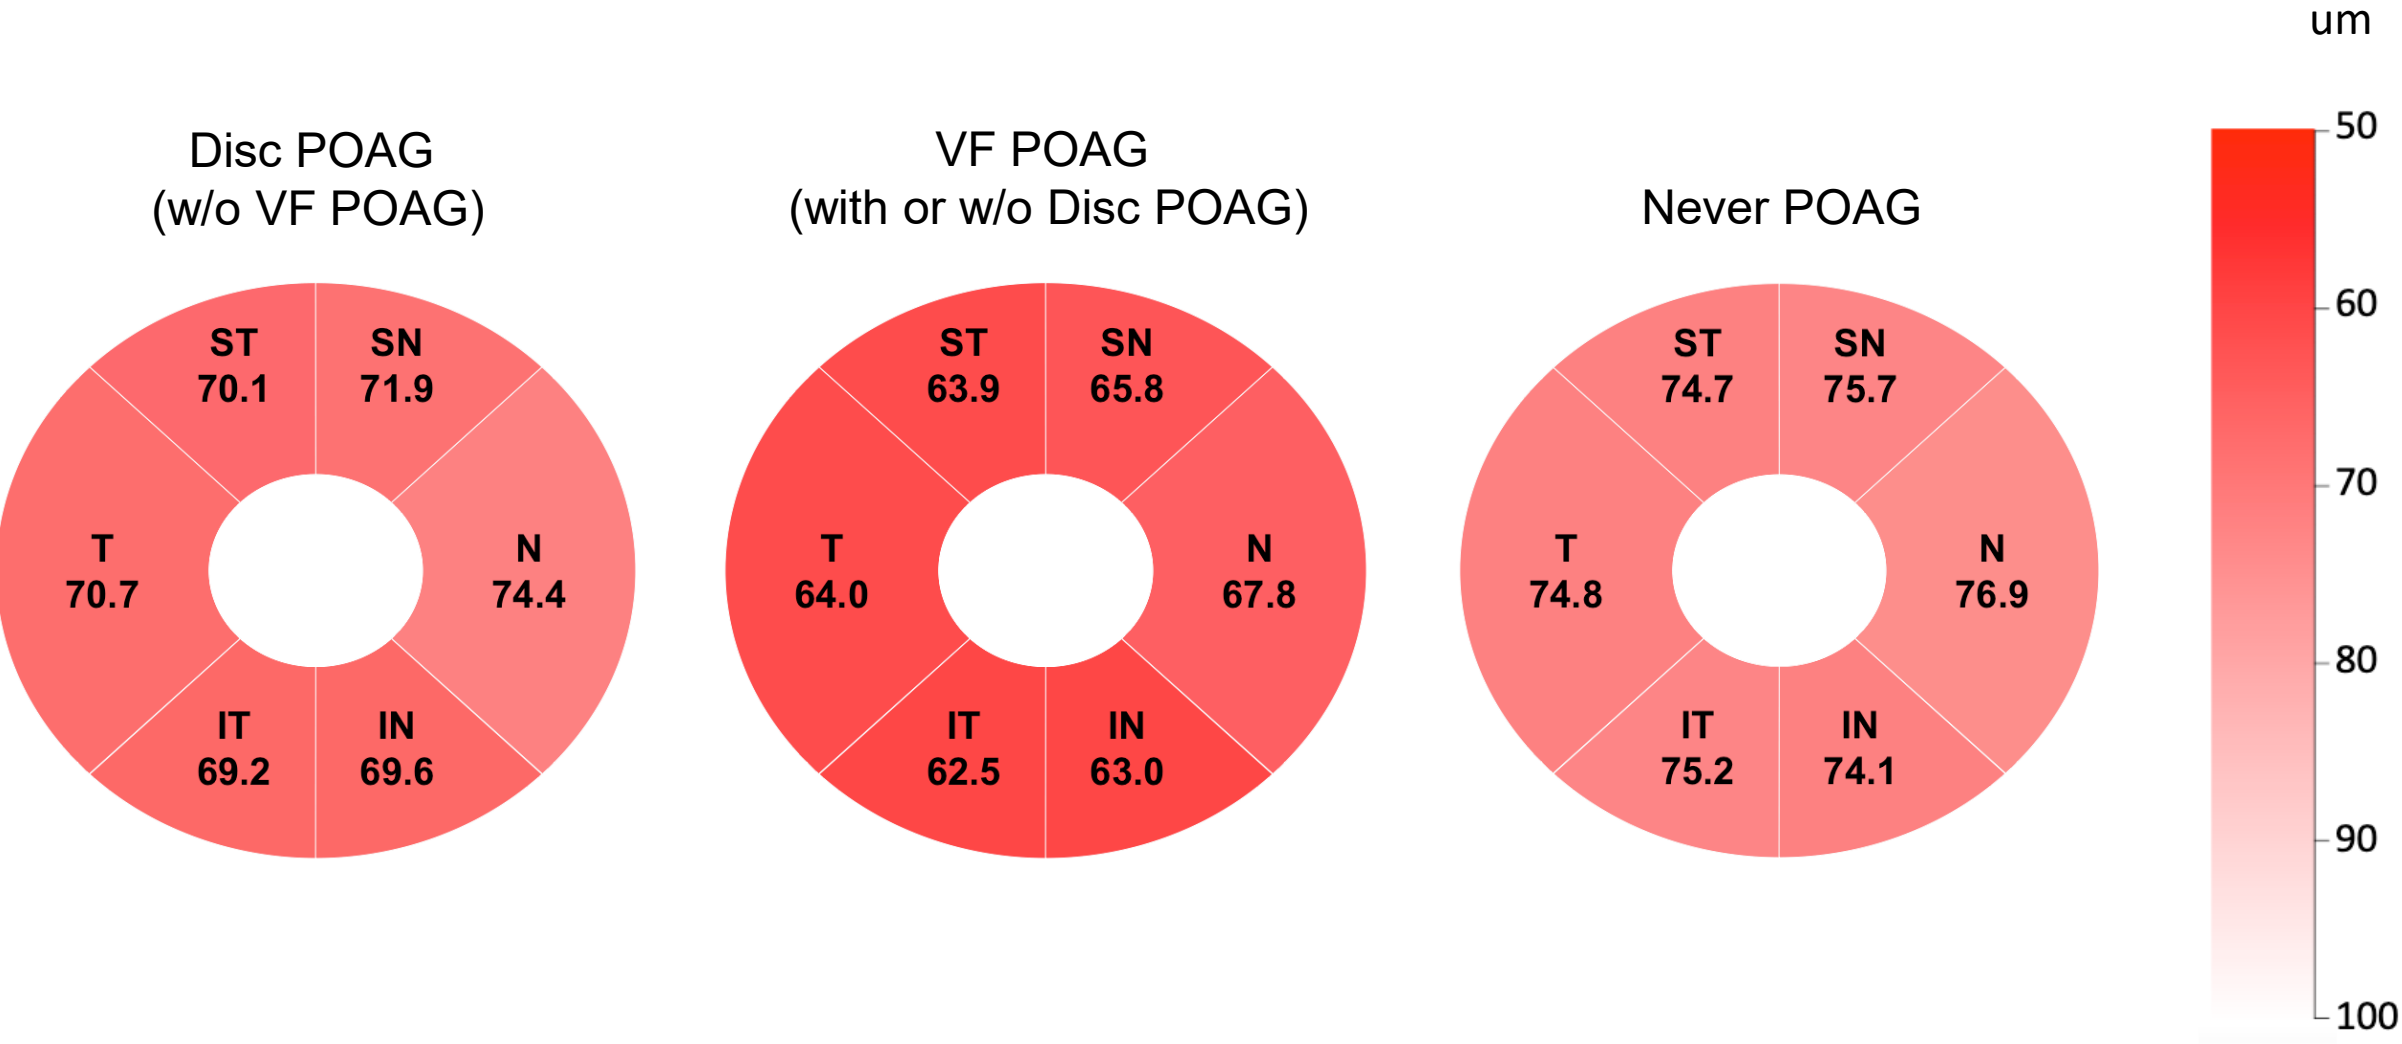 um
Disc POAG
(w/o VF POAG)
ST
70.1
SN
71.9
T
70.7
N
74.4
IT
69.2
IN
69.6
VF POAG
(with or w/o Disc POAG)
ST
63.9
SN
65.8
T
64.0
N
67.8
IT
62.5
IN
63.0
Never POAG
ST
74.7
SN
75.7
T
74.8
N
76.9
IT
75.2
IN
74.1
50
60
70
80
90
100